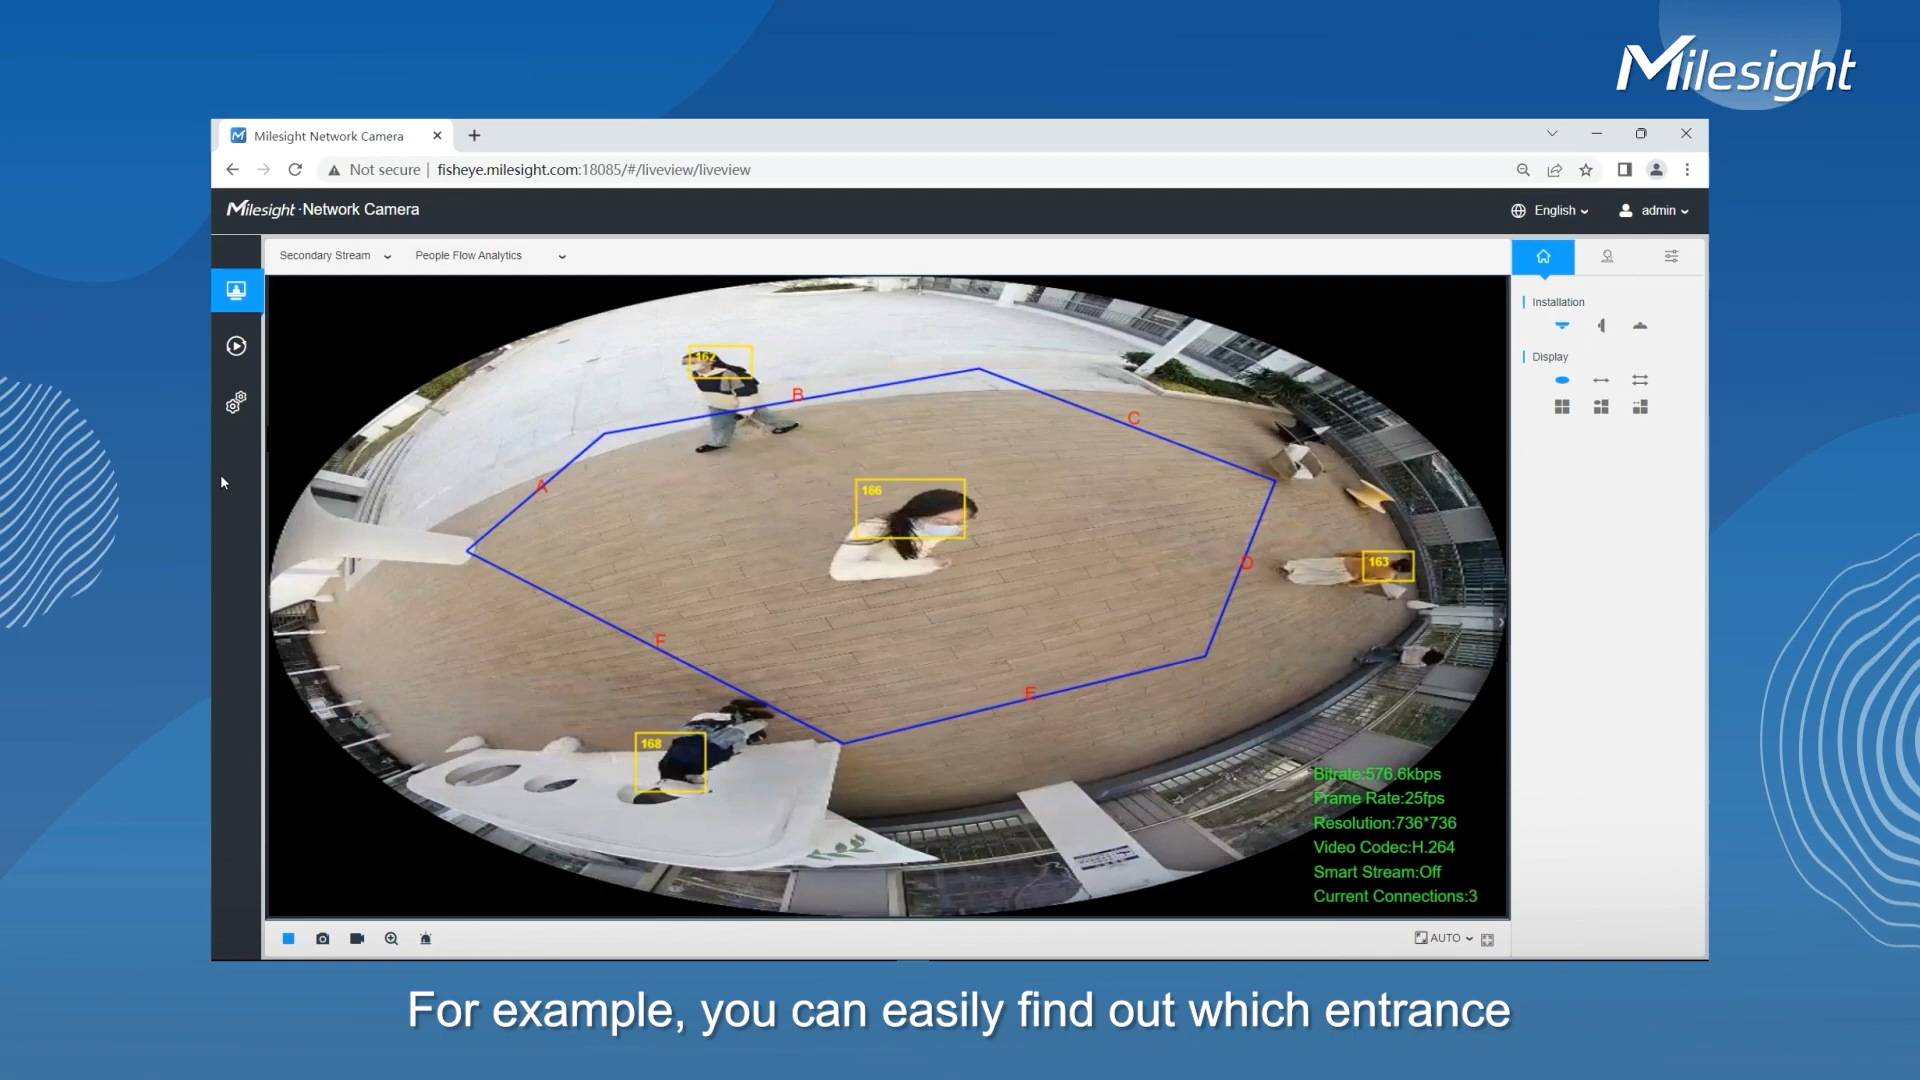 Milesight
Milesight Network Camera
Not secure | fisheye.milesight.com:18085/#/liveview/liveview
Milesight · Network Camera
English
admin
Secondary Stream
People Flow Analytics
Installation
Display
162
B
C
A
166
D
163
F
E
168
Bitrate:576.6kbps
Frame Rate:25fps
Resolution:736*736
Video Codec:H.264
Smart Stream:Off
Current Connections:3
AUTO
For example, you can easily find out which entrance